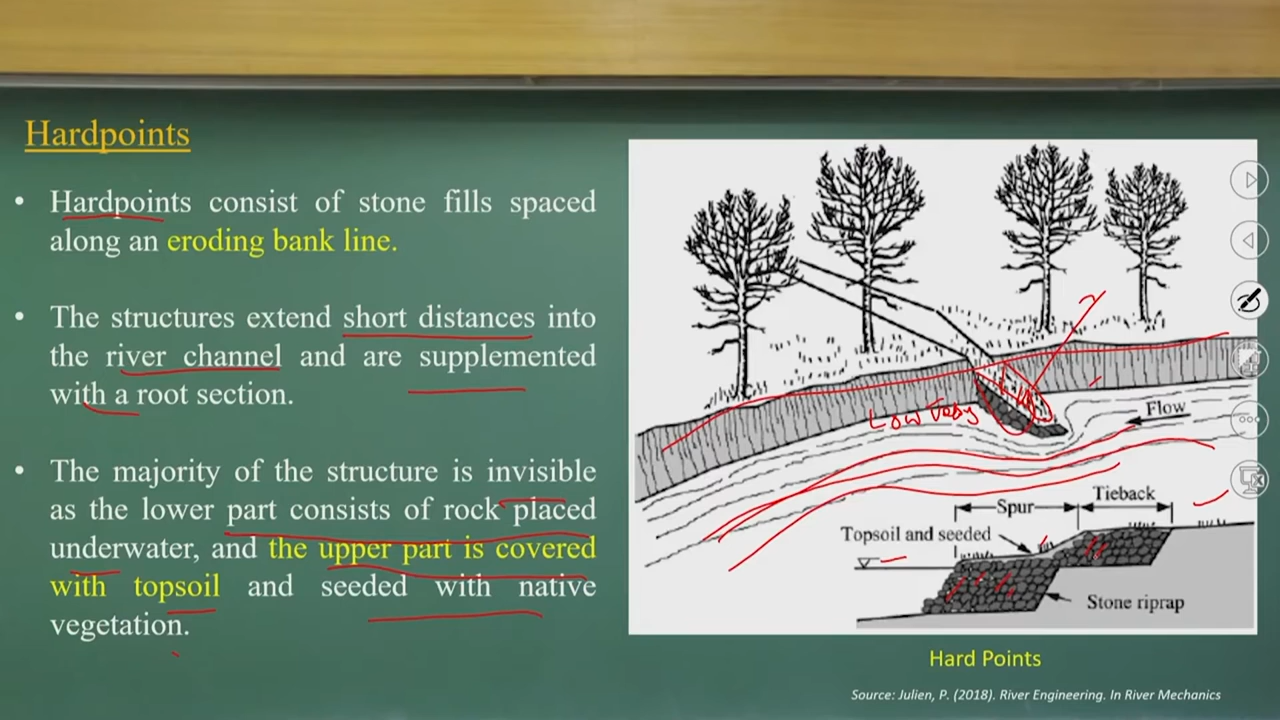 Hardpoints
• Hardpoints consist of stone fills spaced
along an eroding bank line.
• The structures extend short distances into
the river channel and are supplemented
with a root section.
• The majority of the structure is invisible
as the lower part consists of rock placed
underwater, and the upper part is covered
with topsoil and seeded with native
vegetation.
Flow
Low
Spur
Tieback
Topsoil and seeded
Stone riprap
Hard Points
Source: Julien, P. (2018). River Engineering. In River Mechanics